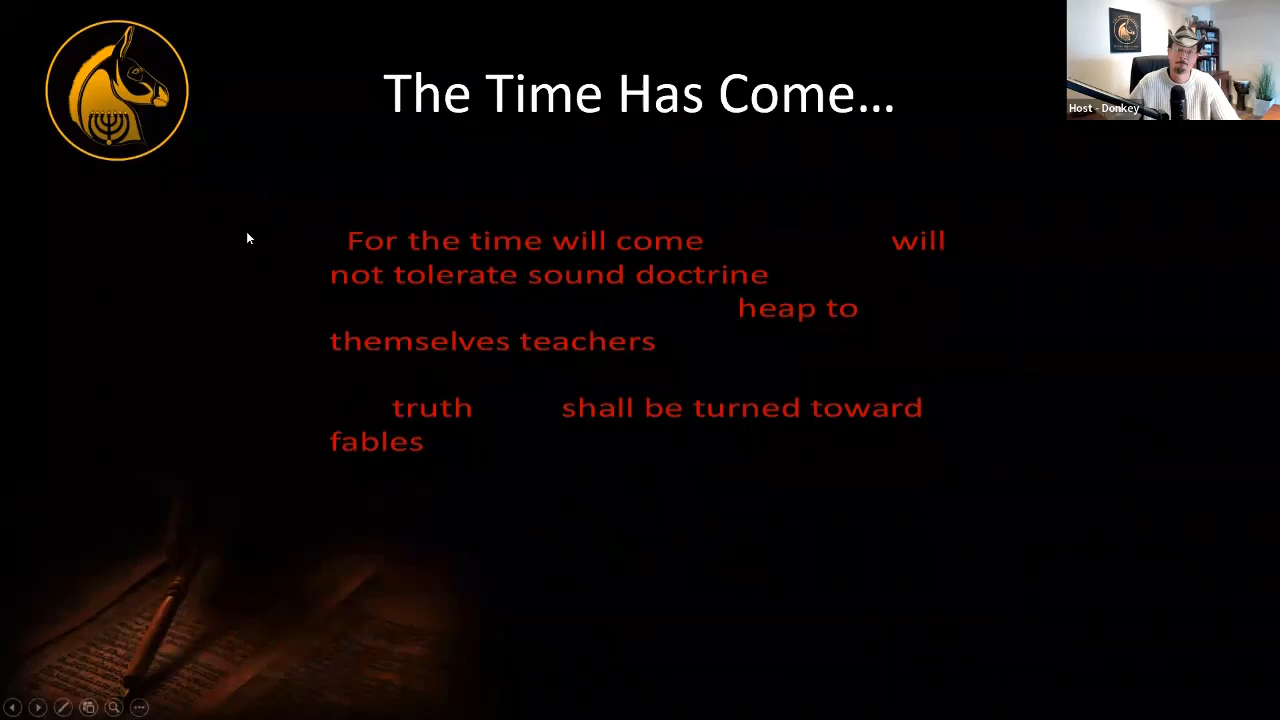 The Time Has Come...
Host - Donkey
For the time will come will
not tolerate sound doctrine
heap to
themselves teachers
truth shall be turned toward
fables